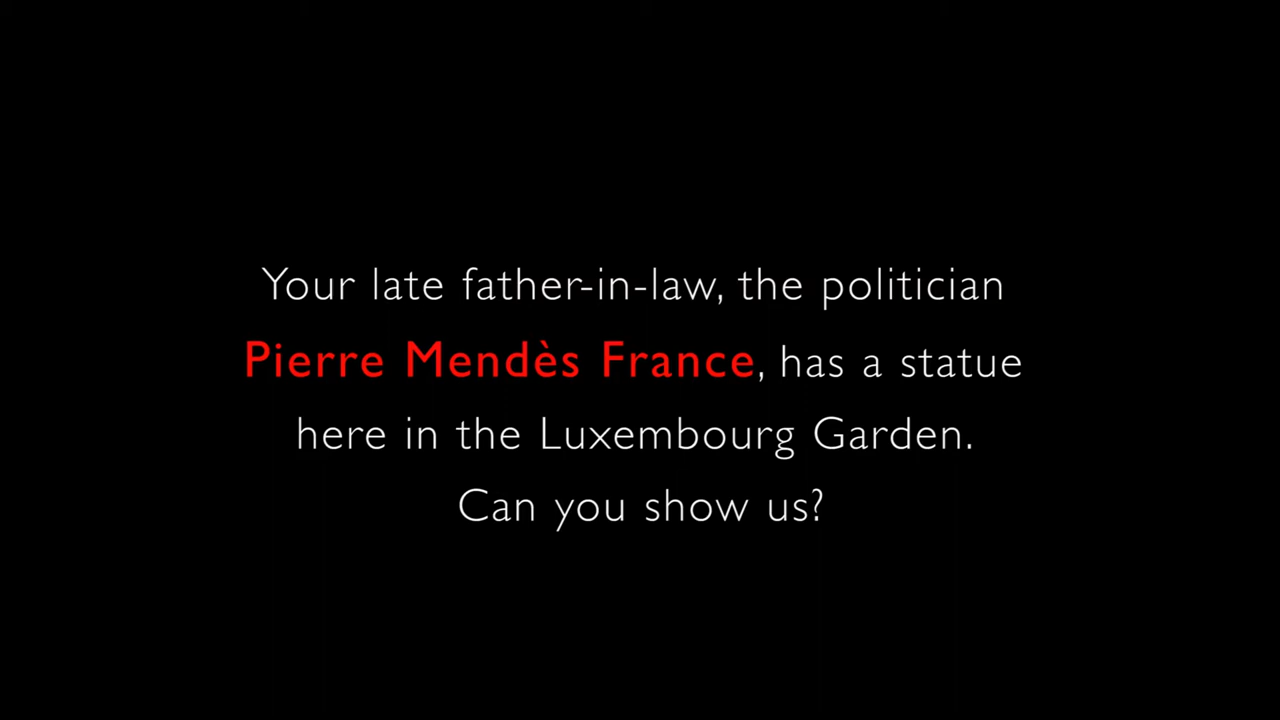 Your late father-in-law, the politician
Pierre Mendès France, has a statue
here in the Luxembourg Garden.
Can you show us?